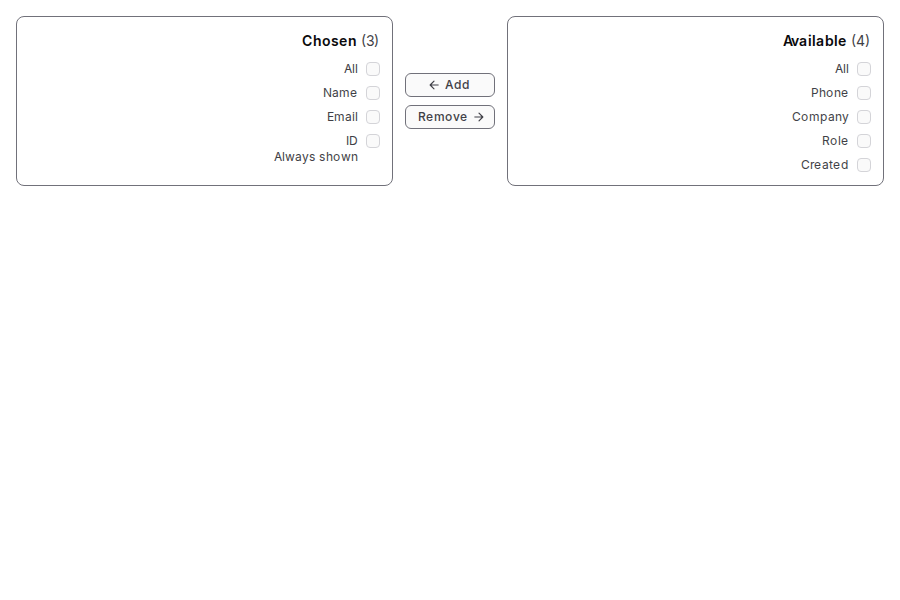 Available (4)
All
Phone
Company
Role
Created
← Add
Remove →
Chosen (3)
All
Name
Email
ID
Always shown